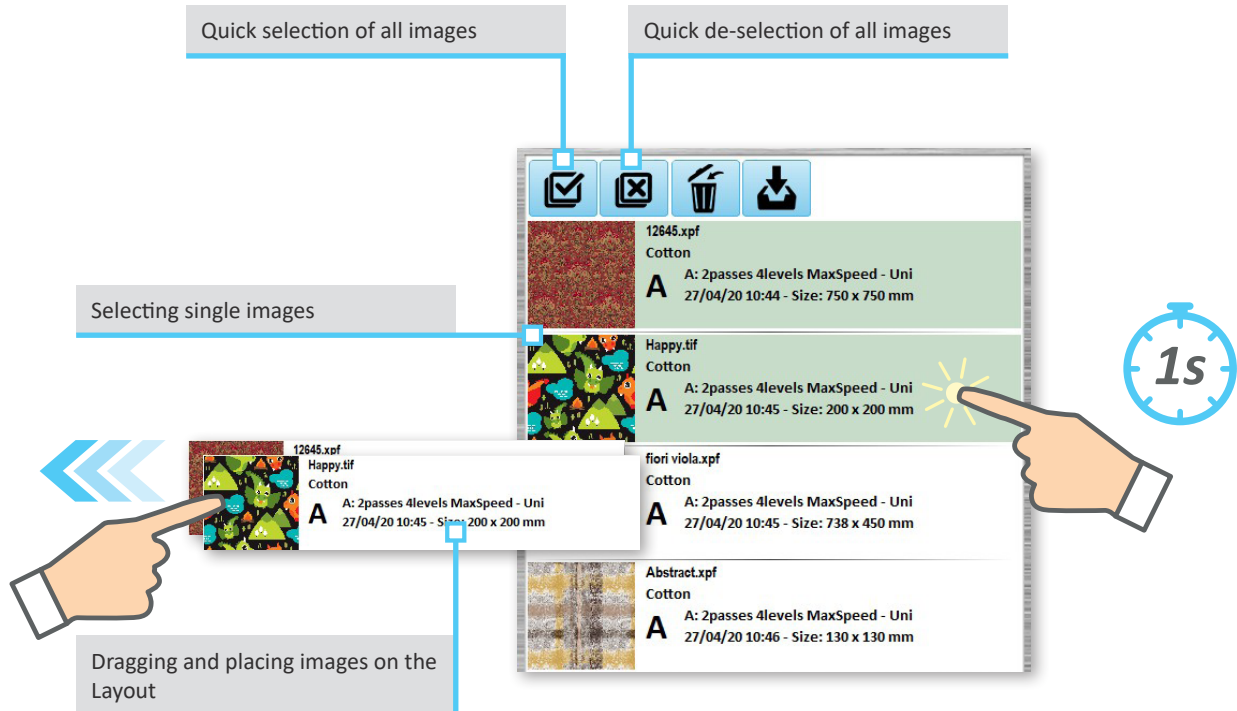 Quick selection of all images
Quick de-selection of all images
12645.xpf
Cotton
A
A: 2passes 4levels MaxSpeed - Uni
27/04/20 10:44 - Size: 750 x 750 mm
Selecting single images
Happy.tif
Cotton
A
A: 2passes 4levels MaxSpeed - Uni
27/04/20 10:45 - Size: 200 x 200 mm
1s
12645.xpf
Happy.tif
Cotton
A
A: 2passes 4levels MaxSpeed - Uni
27/04/20 10:45 - Size: 200 x 200 mm
fiori viola.xpf
Cotton
A
A: 2passes 4levels MaxSpeed - Uni
27/04/20 10:45 - Size: 738 x 450 mm
Abstract.xpf
Cotton
A
A: 2passes 4levels MaxSpeed - Uni
27/04/20 10:46 - Size: 130 x 130 mm
Dragging and placing images on the
Layout